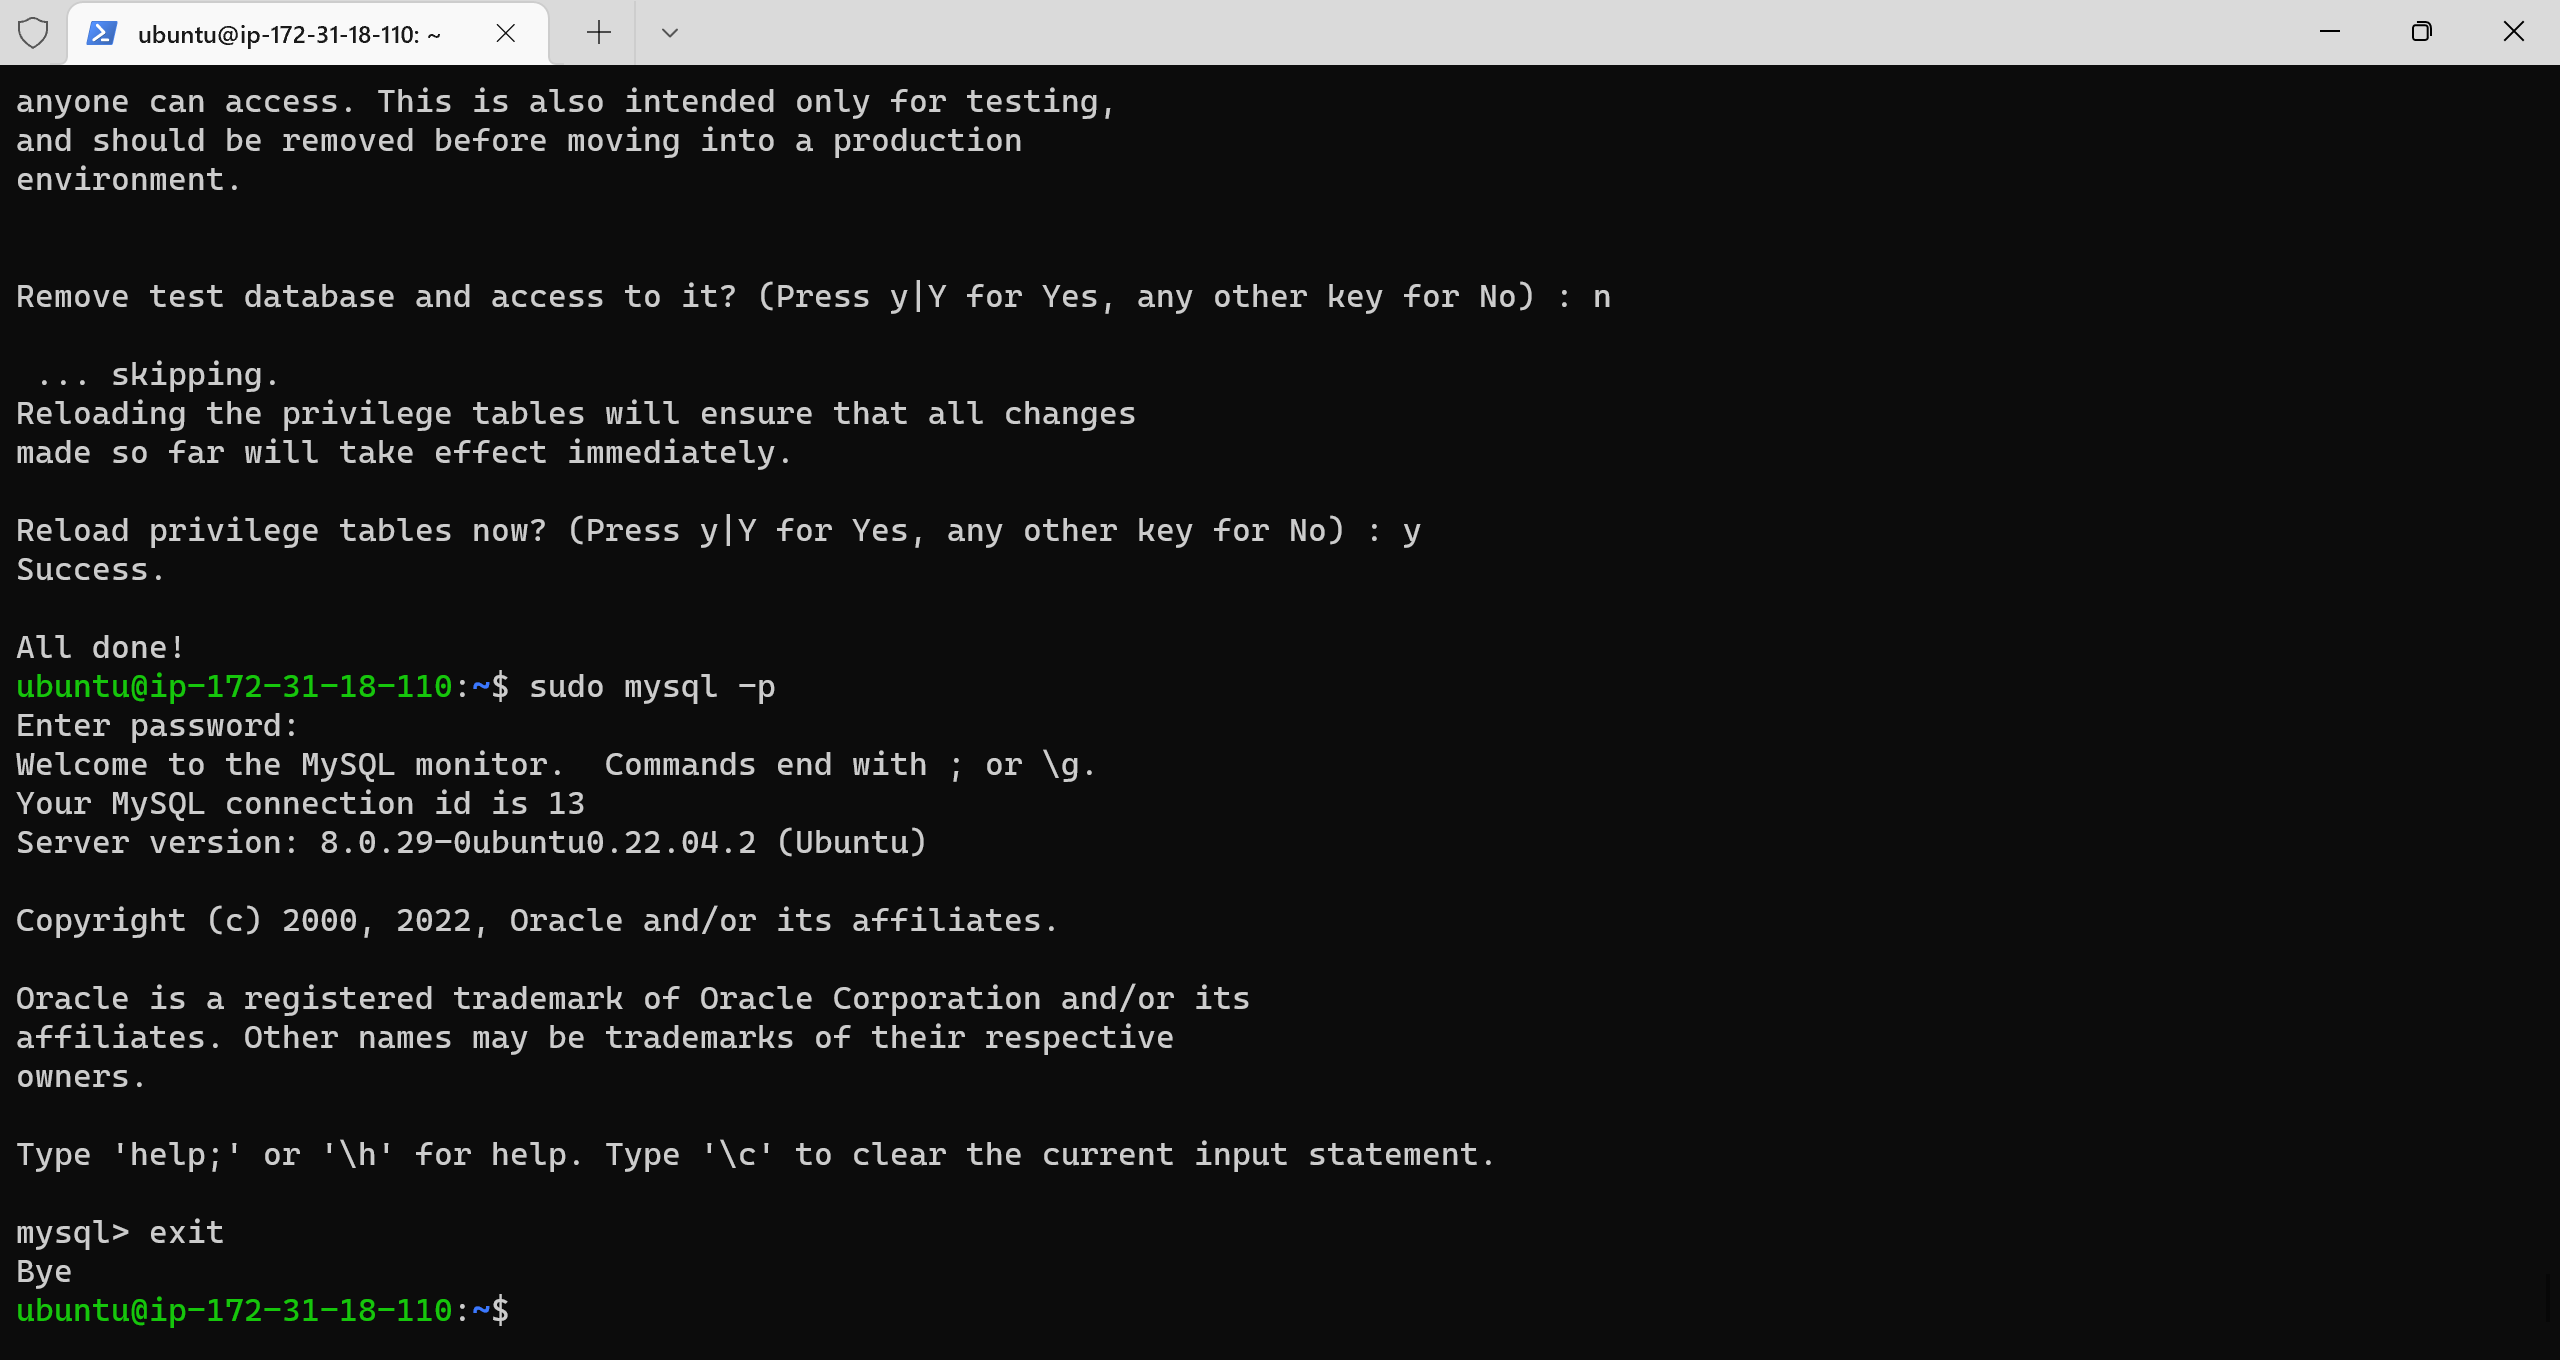 ubuntu@ip-172-31-18-110: ~
anyone can access. This is also intended only for testing,
and should be removed before moving into a production
environment.
Remove test database and access to it? (Press y|Y for Yes, any other key for No) : n
 ... skipping.
Reloading the privilege tables will ensure that all changes
made so far will take effect immediately.
Reload privilege tables now? (Press y|Y for Yes, any other key for No) : y
Success.
All done!
ubuntu@ip-172-31-18-110:~$ sudo mysql -p
Enter password:
Welcome to the MySQL monitor.  Commands end with ; or \g.
Your MySQL connection id is 13
Server version: 8.0.29-0ubuntu0.22.04.2 (Ubuntu)
Copyright (c) 2000, 2022, Oracle and/or its affiliates.
Oracle is a registered trademark of Oracle Corporation and/or its
affiliates. Other names may be trademarks of their respective
owners.
Type 'help;' or '\h' for help. Type '\c' to clear the current input statement.
mysql> exit
Bye
ubuntu@ip-172-31-18-110:~$